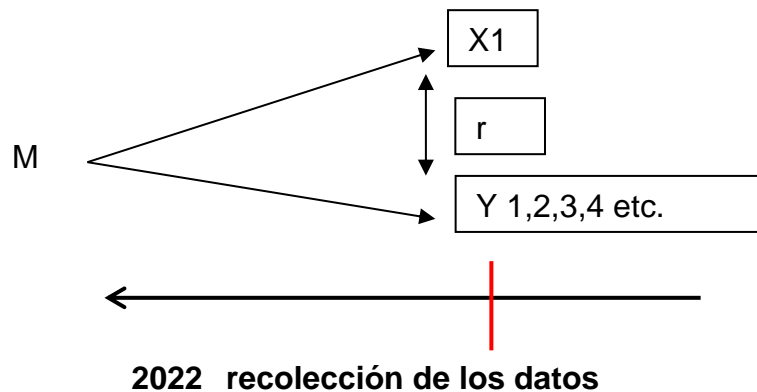 X1
r
M
Y 1,2,3,4 etc.
2022 recolección de los datos